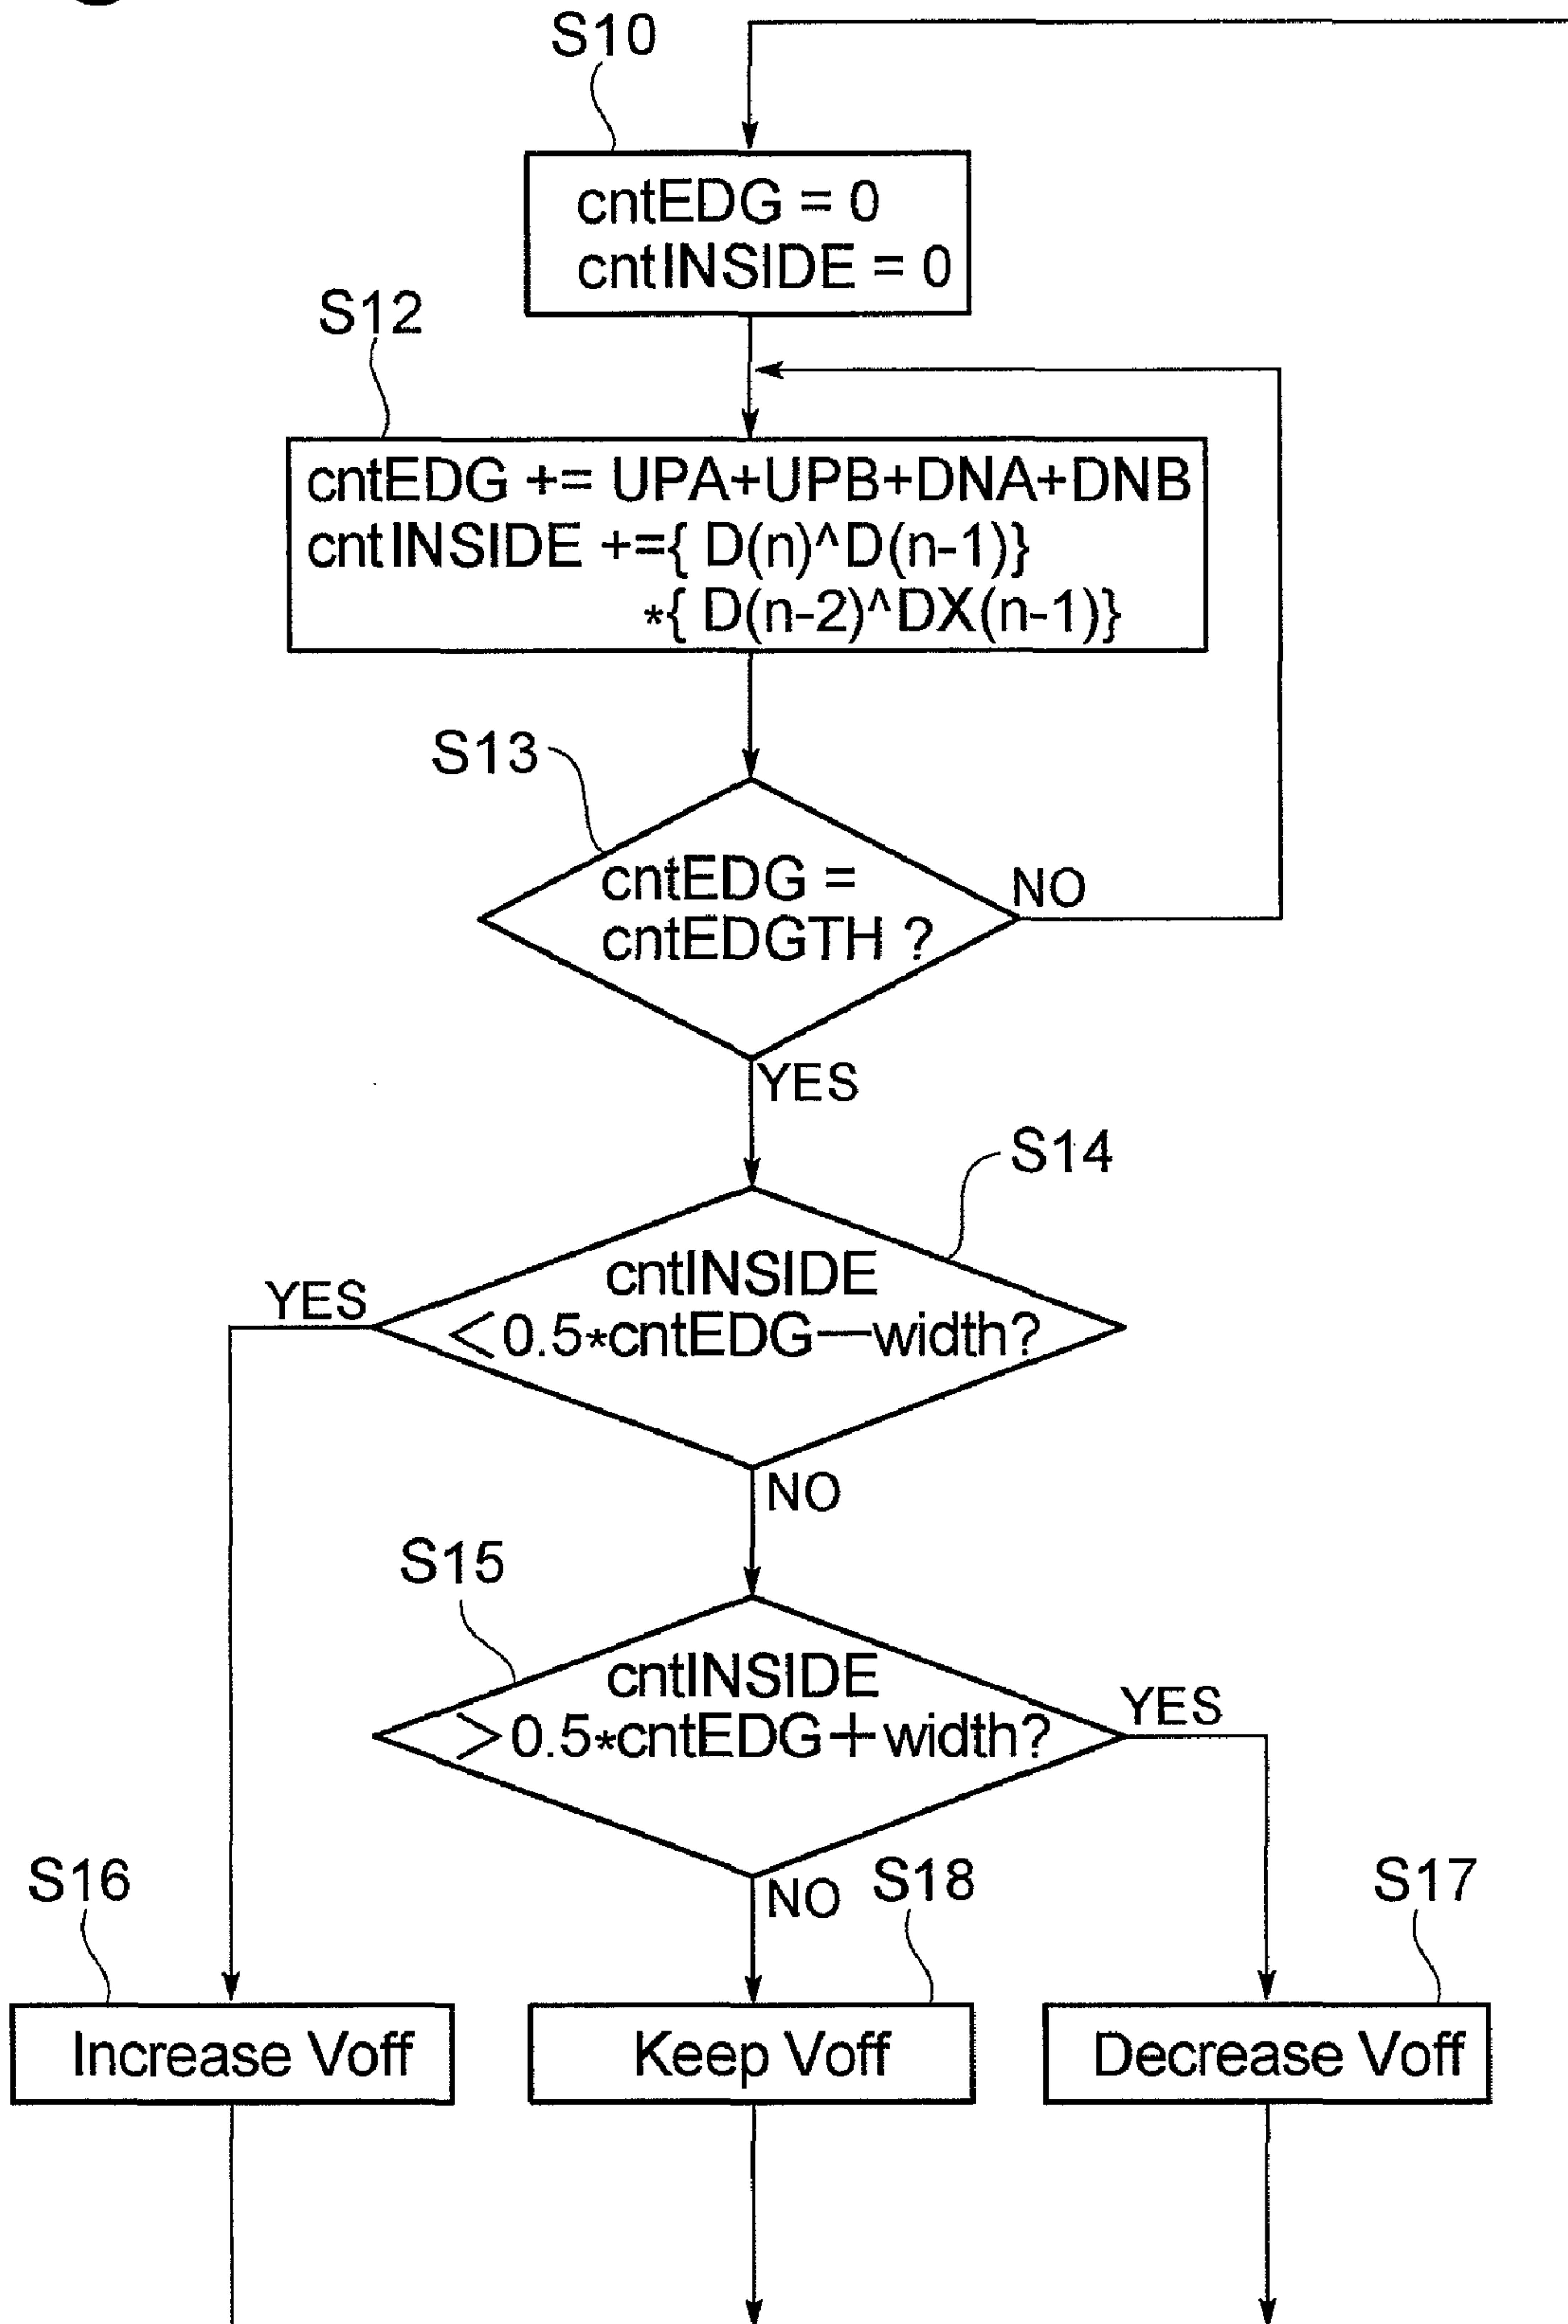 S10
cntEDG = 0
cntINSIDE = 0
S12
cntEDG += UPA+UPB+DNA+DNB
cntINSIDE +={ D(n)^D(n-1)}
*{ D(n-2)^DX(n-1)}
S13
cntEDG =
cntEDGTH ?
NO
YES
S14
cntINSIDE
<0.5*cntEDG—width?
YES
NO
S15
cntINSIDE
>0.5*cntEDG+width?
YES
NO
S16
S18
S17
Increase Voff
Keep Voff
Decrease Voff